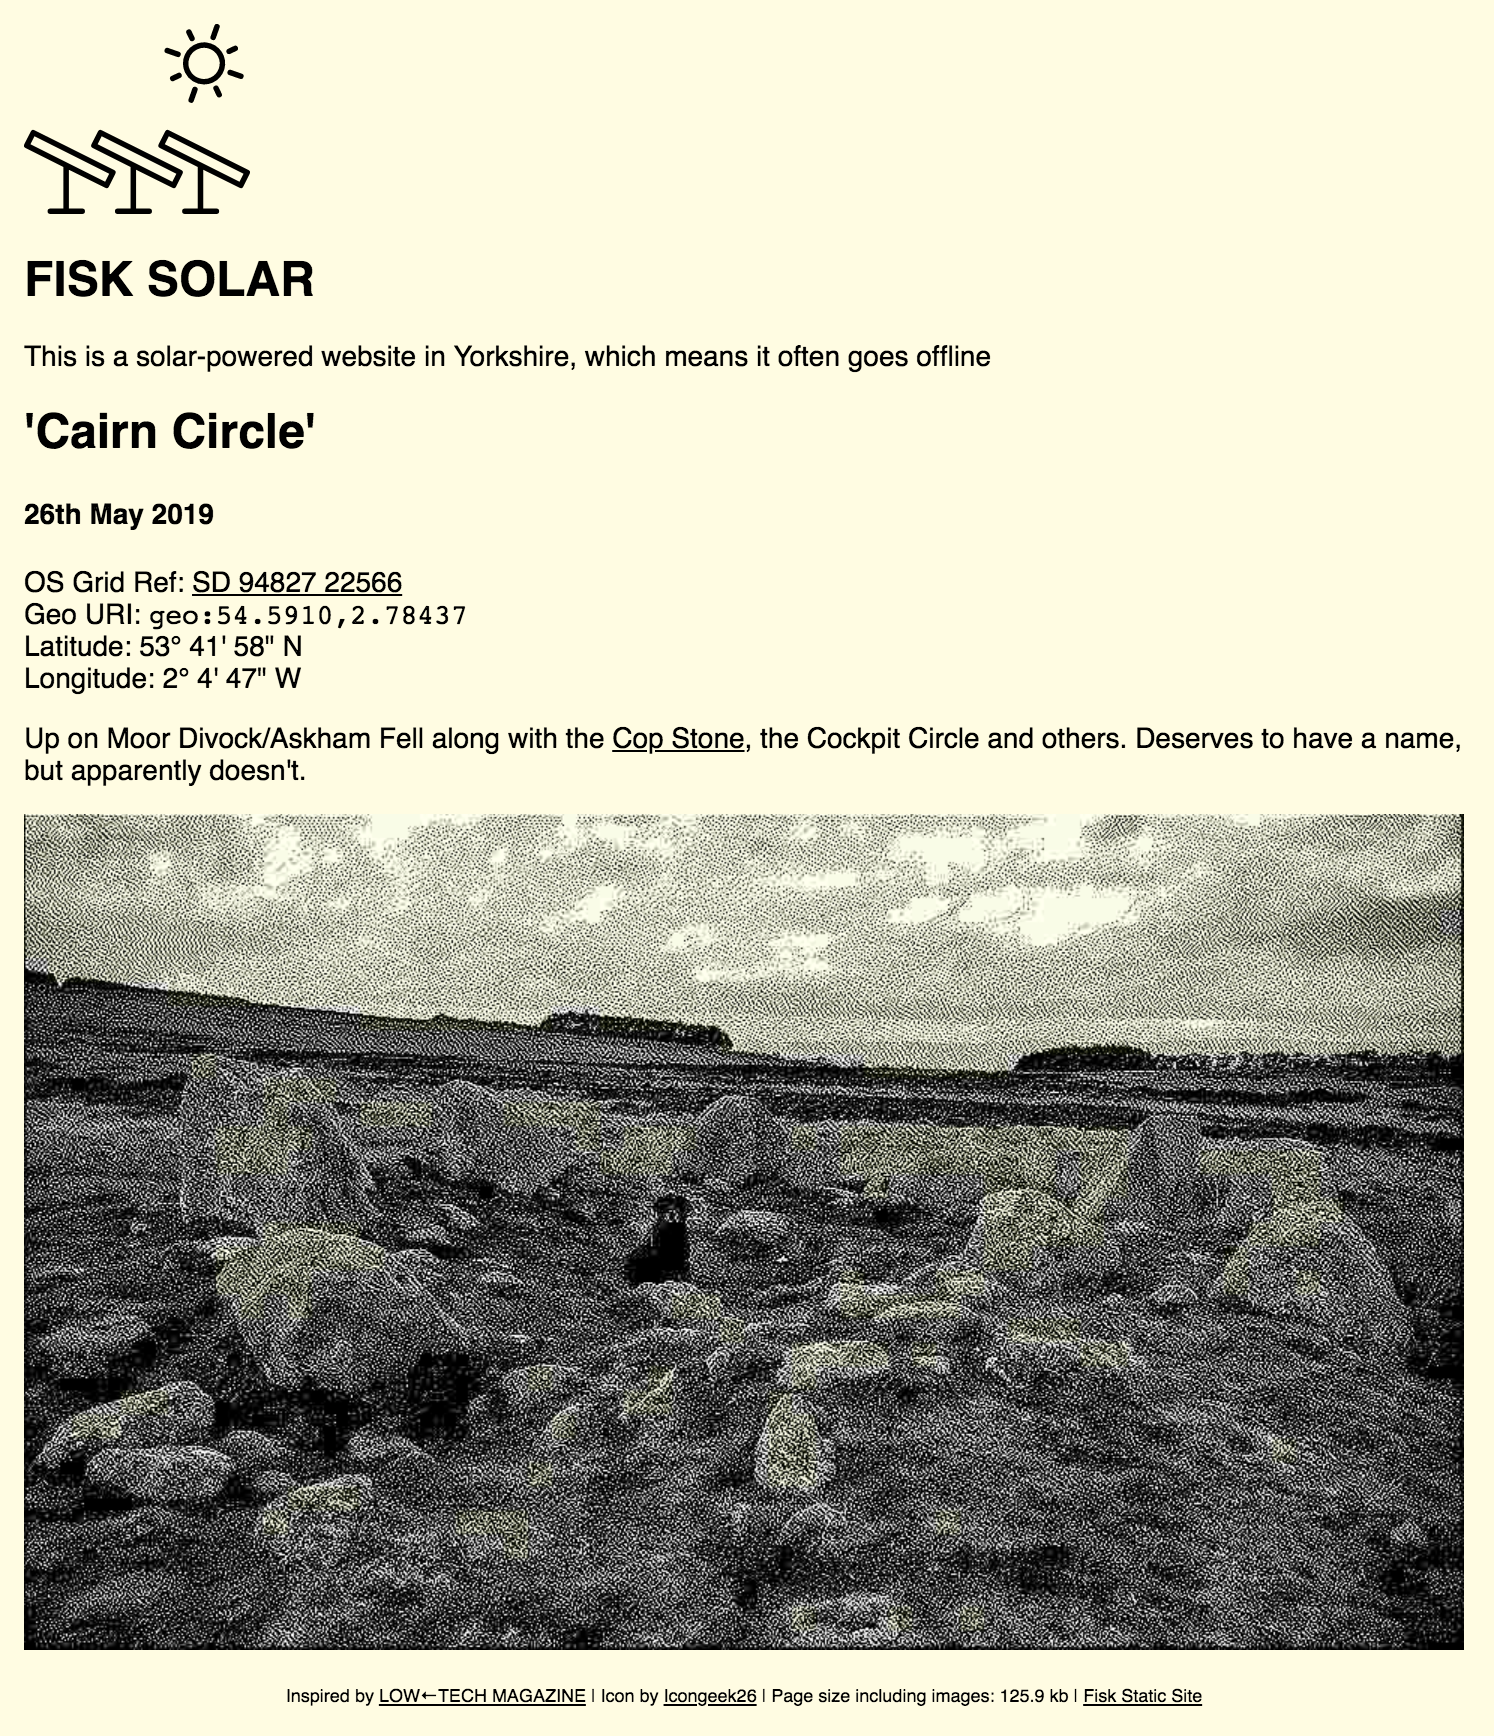 FISK SOLAR
This is a solar-powered website in Yorkshire, which means it often goes offline
'Cairn Circle'
26th May 2019
OS Grid Ref: SD 94827 22566
Geo URI: geo:54.5910,2.78437
Latitude: 53° 41' 58" N
Longitude: 2° 4' 47" W
Up on Moor Divock/Askham Fell along with the Cop Stone, the Cockpit Circle and others. Deserves to have a name,
but apparently doesn't.
Inspired by LOW←TECH MAGAZINE | Icon by Icongeek26 | Page size including images: 125.9 kb | Fisk Static Site